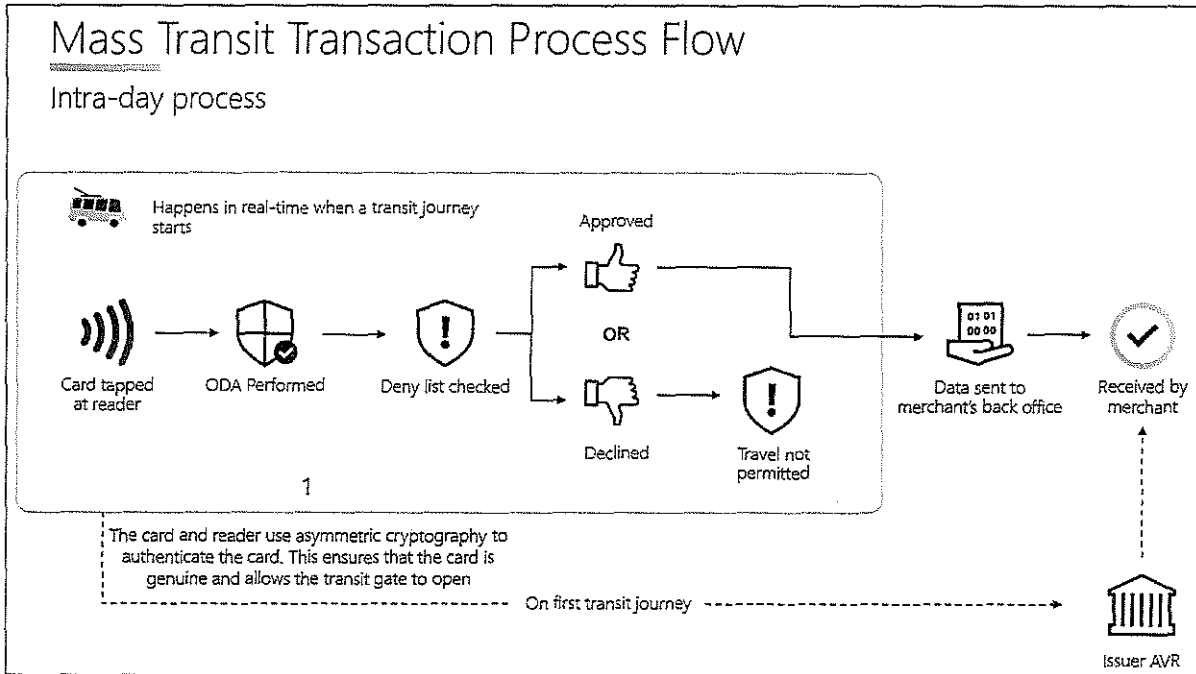 Mass Transit Transaction Process Flow
Intra-day process
Happens in real-time when a transit journey
starts
Approved
OR
01 01
00 00
Card tapped
at reader
ODA Performed
Deny list checked
Declined
Travel not
permitted
Data sent to
merchant's back office
Received by
merchant
1
The card and reader use asymmetric cryptography to
authenticate the card. This ensures that the card is
genuine and allows the transit gate to open
On first transit journey
Issuer AVR